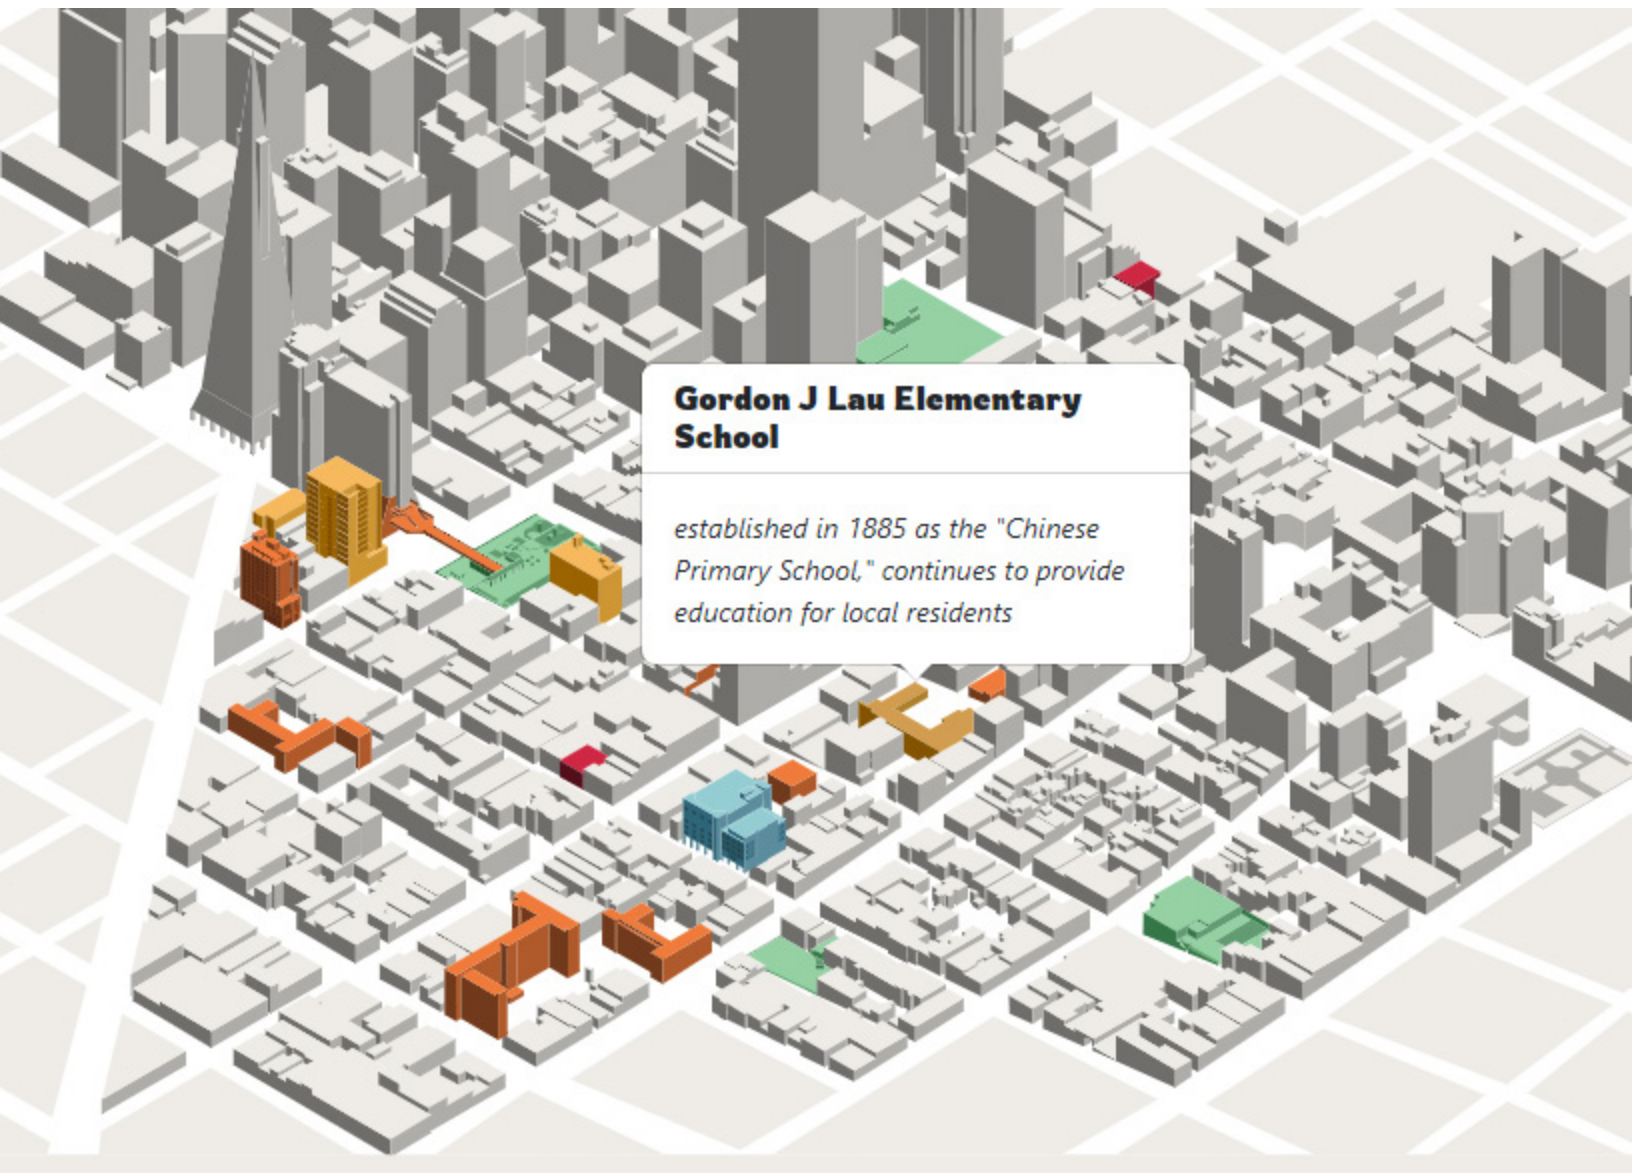 Gordon J Lau Elementary
School
established in 1885 as the "Chinese
Primary School," continues to provide
education for local residents